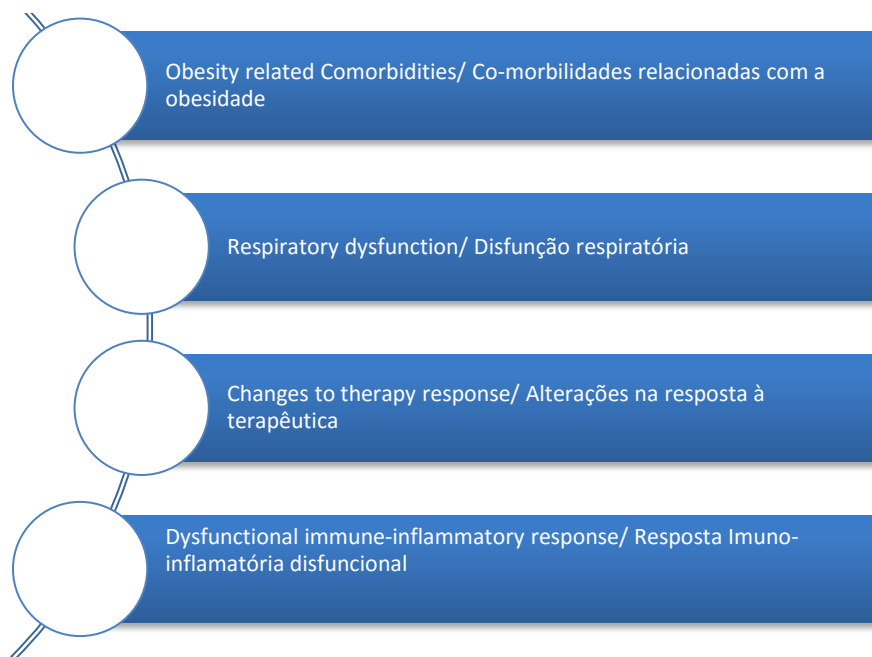 Obesity related Comorbidities/ Co-morbilidades relacionadas com a
obesidade
Respiratory dysfunction/ Disfunção respiratória
Changes to therapy response/ Alterações na resposta à
terapêutica
Dysfunctional immune-inflammatory response/ Resposta Imuno-
inflamatória disfuncional